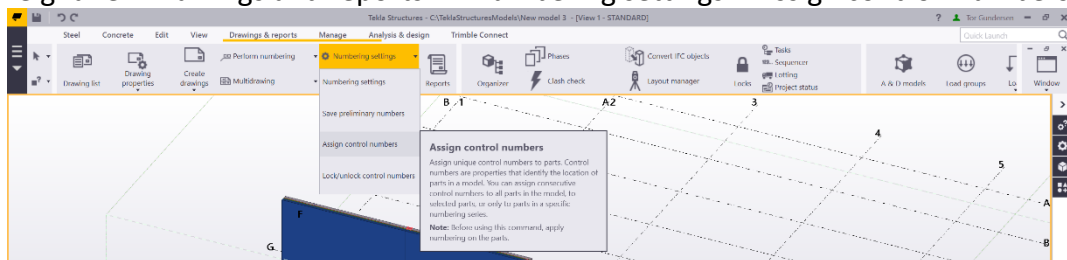 Tekla Structures - C:\TeklaStructuresModels\New model 3 - [View 1 - STANDARD]
? Tor Gundersen
Steel Concrete Edit View Drawings & reports Manage Analysis & design Trimble Connect Quick Launch
Drawing list
Drawing properties
Create drawings
Perform numbering
Multidrawing
Numbering settings
Reports
Organizer
Phases
Clash check
Convert IFC objects
Layout manager
Locks
Tasks
Sequencer
Lotting
Project status
A & D models
Load groups
Lo
Window
Numbering settings
Save preliminary numbers
Assign control numbers
Lock/unlock control numbers
B 1 A2 3
4
5
A
B
F
G
Assign control numbers
Assign unique control numbers to parts. Control
numbers are properties that identify the location of
parts in a model. You can assign consecutive
control numbers to all parts in the model, to
selected parts, or only to parts in a specific
numbering series.
Note: Before using this command, apply
numbering on the parts.